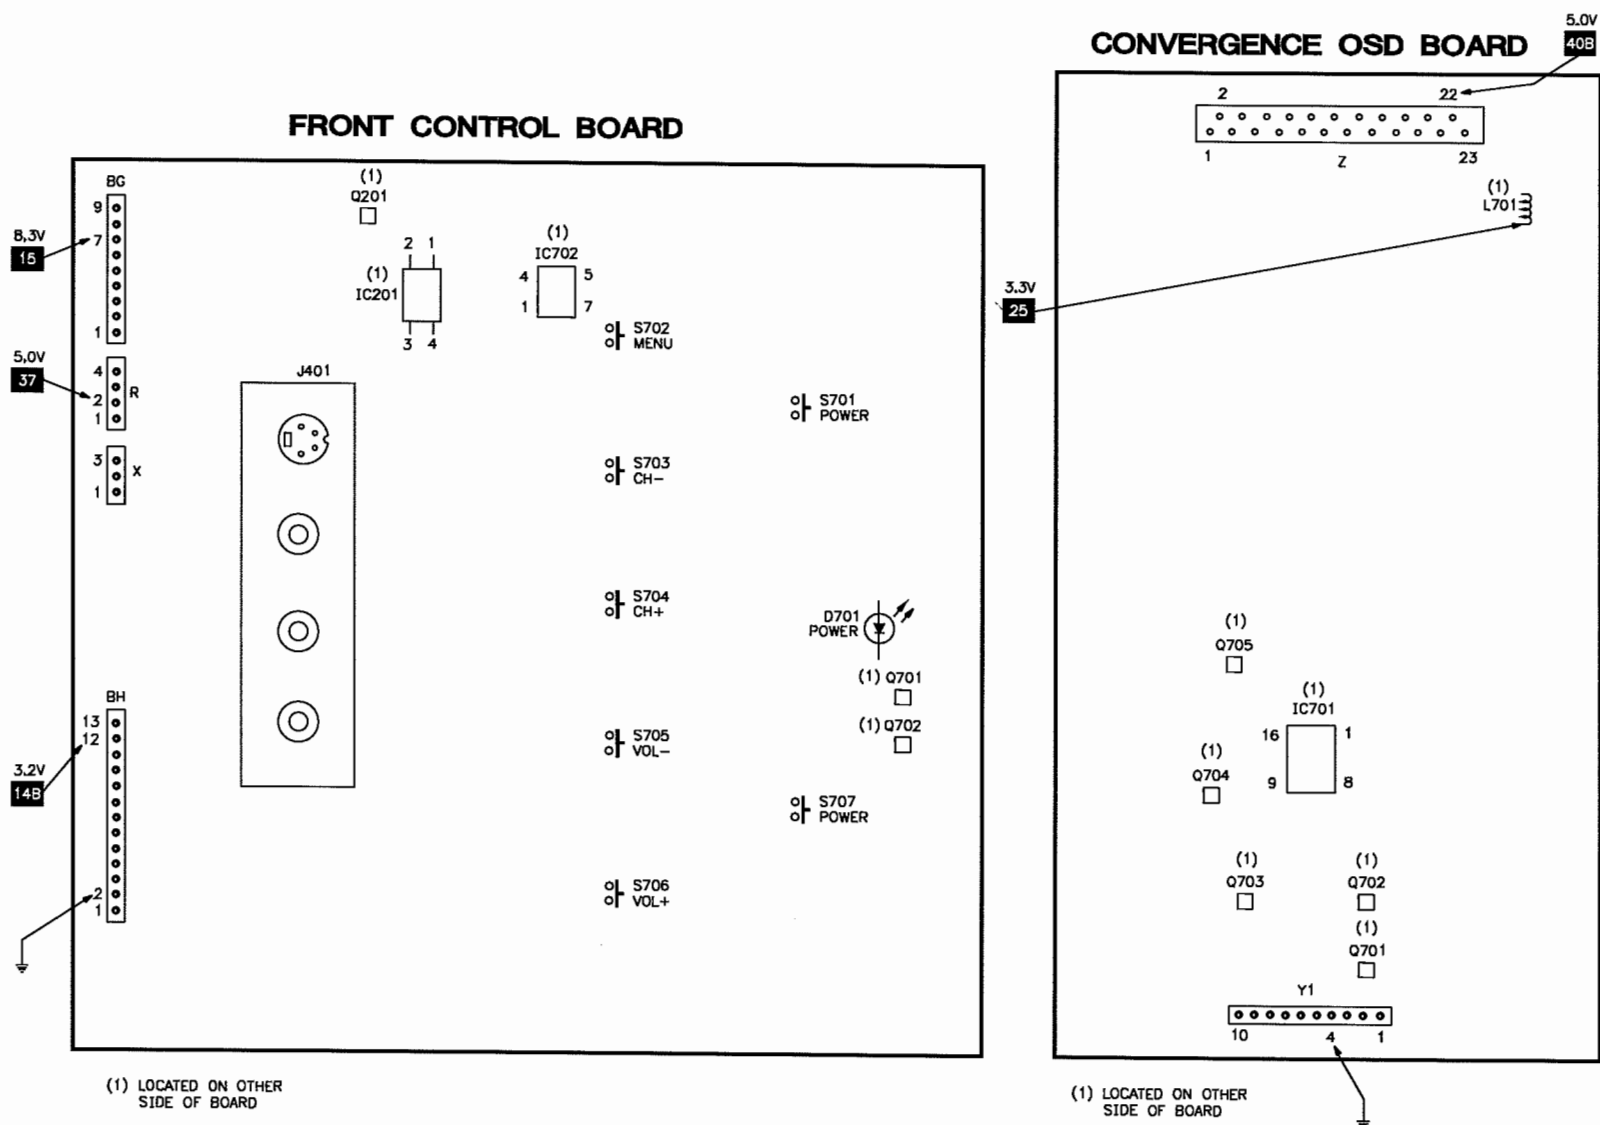 FRONT CONTROL BOARD
BG
9
7
1
8.3V
15
(1)
Q201
2 1
(1)
IC201
3 4
(1)
IC702
4 5
1 7
S702
MENU
5.0V
37
4
R
2
1
3
X
1
J401
S701
POWER
S703
CH-
S704
CH+
D701
POWER
(1) Q701
(1) Q702
BH
13
12
3.2V
14B
2
1
S705
VOL-
S707
POWER
S706
VOL+
(1) LOCATED ON OTHER
SIDE OF BOARD
CONVERGENCE OSD BOARD
5.0V
40B
2 22
1 Z 23
(1)
L701
3.3V
25
(1)
Q705
(1)
IC701
16 1
9 8
(1)
Q704
(1)
Q703
(1)
Q702
(1)
Q701
Y1
10 4 1
(1) LOCATED ON OTHER
SIDE OF BOARD